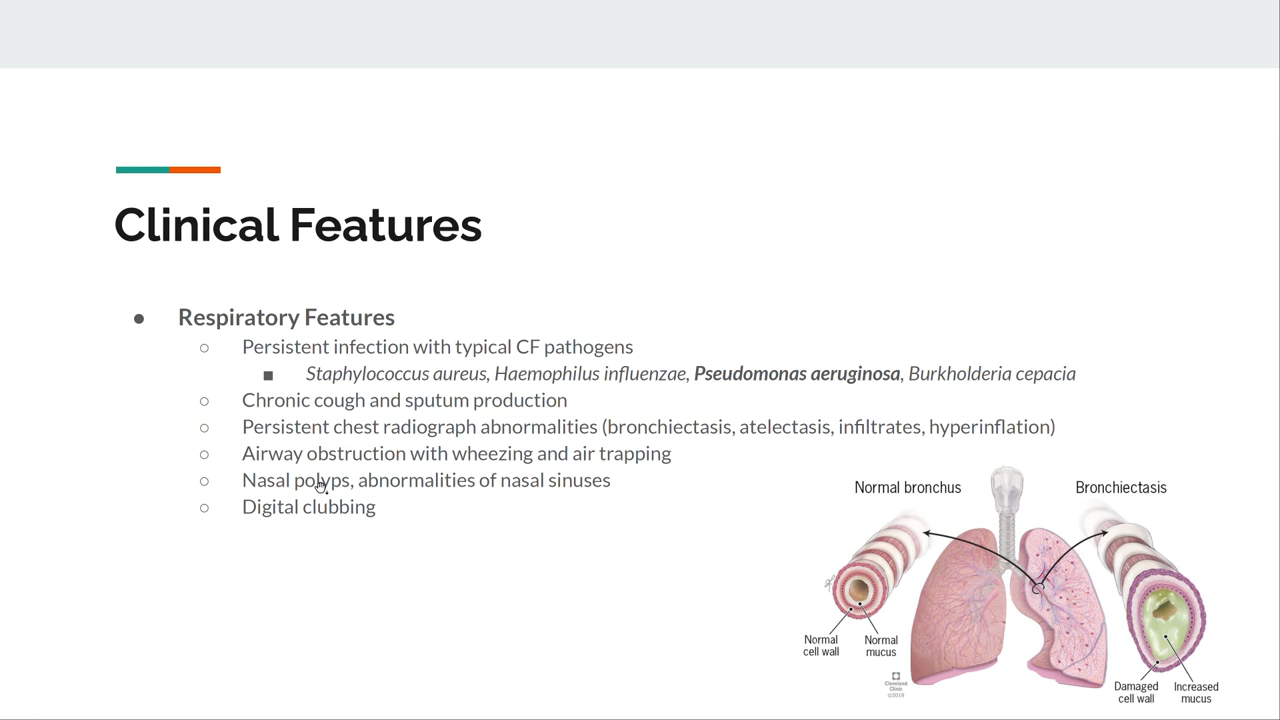 Clinical Features
● Respiratory Features
○ Persistent infection with typical CF pathogens
■ Staphylococcus aureus, Haemophilus influenzae, Pseudomonas aeruginosa, Burkholderia cepacia
○ Chronic cough and sputum production
○ Persistent chest radiograph abnormalities (bronchiectasis, atelectasis, infiltrates, hyperinflation)
○ Airway obstruction with wheezing and air trapping
○ Nasal polyps, abnormalities of nasal sinuses
○ Digital clubbing
Normal bronchus
Bronchiectasis
Normal
cell wall
Normal
mucus
Cleveland
Clinic
©2019
Damaged
cell wall
Increased
mucus